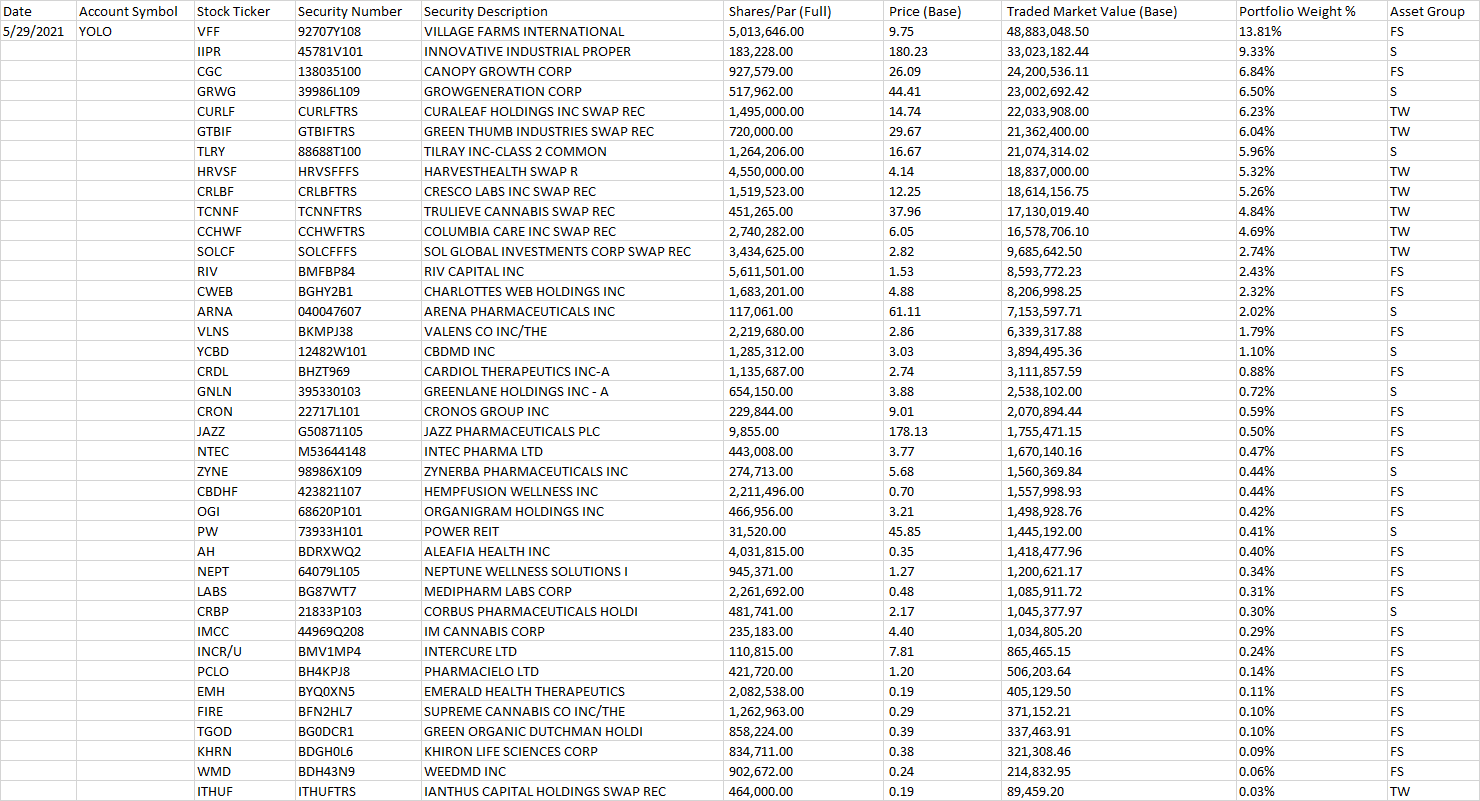 Date Account Symbol Stock Ticker Security Number Security Description Shares/Par (Full) Price (Base) Traded Market Value (Base) Portfolio Weight % Asset Group
5/29/2021 YOLO VFF 92707Y108 VILLAGE FARMS INTERNATIONAL 5,013,646.00 9.75 48,883,048.50 13.81% FS
IIPR 45781V101 INNOVATIVE INDUSTRIAL PROPER 183,228.00 180.23 33,023,182.44 9.33% S
CGC 138035100 CANOPY GROWTH CORP 927,579.00 26.09 24,200,536.11 6.84% FS
GRWG 39986L109 GROWGENERATION CORP 517,962.00 44.41 23,002,692.42 6.50% S
CURLF CURLFTRS CURALEAF HOLDINGS INC SWAP REC 1,495,000.00 14.74 22,033,908.00 6.23% TW
GTBIF GTBIFTRS GREEN THUMB INDUSTRIES SWAP REC 720,000.00 29.67 21,362,400.00 6.04% TW
TLRY 88688T100 TILRAY INC-CLASS 2 COMMON 1,264,206.00 16.67 21,074,314.02 5.96% S
HRVSF HRVSFFFS HARVESTHEALTH SWAP R 4,550,000.00 4.14 18,837,000.00 5.32% TW
CRLBF CRLBFTRS CRESCO LABS INC SWAP REC 1,519,523.00 12.25 18,614,156.75 5.26% TW
TCNNF TCNNFTRS TRULIEVE CANNABIS SWAP REC 451,265.00 37.96 17,130,019.40 4.84% TW
CCHWF CCHWFTRS COLUMBIA CARE INC SWAP REC 2,740,282.00 6.05 16,578,706.10 4.69% TW
SOLCF SOLCFFFS SOL GLOBAL INVESTMENTS CORP SWAP REC 3,434,625.00 2.82 9,685,642.50 2.74% TW
RIV BMFBP84 RIV CAPITAL INC 5,611,501.00 1.53 8,593,772.23 2.43% FS
CWEB BGHY2B1 CHARLOTTES WEB HOLDINGS INC 1,683,201.00 4.88 8,206,998.25 2.32% FS
ARNA 040047607 ARENA PHARMACEUTICALS INC 117,061.00 61.11 7,153,597.71 2.02% S
VLNS BKMPJ38 VALENS CO INC/THE 2,219,680.00 2.86 6,339,317.88 1.79% FS
YCBD 12482W101 CBDMD INC 1,285,312.00 3.03 3,894,495.36 1.10% S
CRDL BHZT969 CARDIOL THERAPEUTICS INC-A 1,135,687.00 2.74 3,111,857.59 0.88% FS
GNLN 395330103 GREENLANE HOLDINGS INC - A 654,150.00 3.88 2,538,102.00 0.72% S
CRON 22717L101 CRONOS GROUP INC 229,844.00 9.01 2,070,894.44 0.59% FS
JAZZ G50871105 JAZZ PHARMACEUTICALS PLC 9,855.00 178.13 1,755,471.15 0.50% FS
NTEC M53644148 INTEC PHARMA LTD 443,008.00 3.77 1,670,140.16 0.47% FS
ZYNE 98986X109 ZYNERBA PHARMACEUTICALS INC 274,713.00 5.68 1,560,369.84 0.44% S
CBDHF 423821107 HEMPFUSION WELLNESS INC 2,211,496.00 0.70 1,557,998.93 0.44% FS
OGI 68620P101 ORGANIGRAM HOLDINGS INC 466,956.00 3.21 1,498,928.76 0.42% FS
PW 73933H101 POWER REIT 31,520.00 45.85 1,445,192.00 0.41% S
AH BDRXWQ2 ALEAFIA HEALTH INC 4,031,815.00 0.35 1,418,477.96 0.40% FS
NEPT 64079L105 NEPTUNE WELLNESS SOLUTIONS I 945,371.00 1.27 1,200,621.17 0.34% FS
LABS BG87WT7 MEDIPHARM LABS CORP 2,261,692.00 0.48 1,085,911.72 0.31% FS
CRBP 21833P103 CORBUS PHARMACEUTICALS HOLDI 481,741.00 2.17 1,045,377.97 0.30% S
IMCC 44969Q208 IM CANNABIS CORP 235,183.00 4.40 1,034,805.20 0.29% FS
INCR/U BMV1MP4 INTERCURE LTD 110,815.00 7.81 865,465.15 0.24% FS
PCLO BH4KPJ8 PHARMACIELO LTD 421,720.00 1.20 506,203.64 0.14% FS
EMH BYQ0XN5 EMERALD HEALTH THERAPEUTICS 2,082,538.00 0.19 405,129.50 0.11% FS
FIRE BFN2HL7 SUPREME CANNABIS CO INC/THE 1,262,963.00 0.29 371,152.21 0.10% FS
TGOD BG0DCR1 GREEN ORGANIC DUTCHMAN HOLDI 858,224.00 0.39 337,463.91 0.10% FS
KHRN BDGH0L6 KHIRON LIFE SCIENCES CORP 834,711.00 0.38 321,308.46 0.09% FS
WMD BDH43N9 WEEDMD INC 902,672.00 0.24 214,832.95 0.06% FS
ITHUF ITHUFTRS IANTHUS CAPITAL HOLDINGS SWAP REC 464,000.00 0.19 89,459.20 0.03% TW